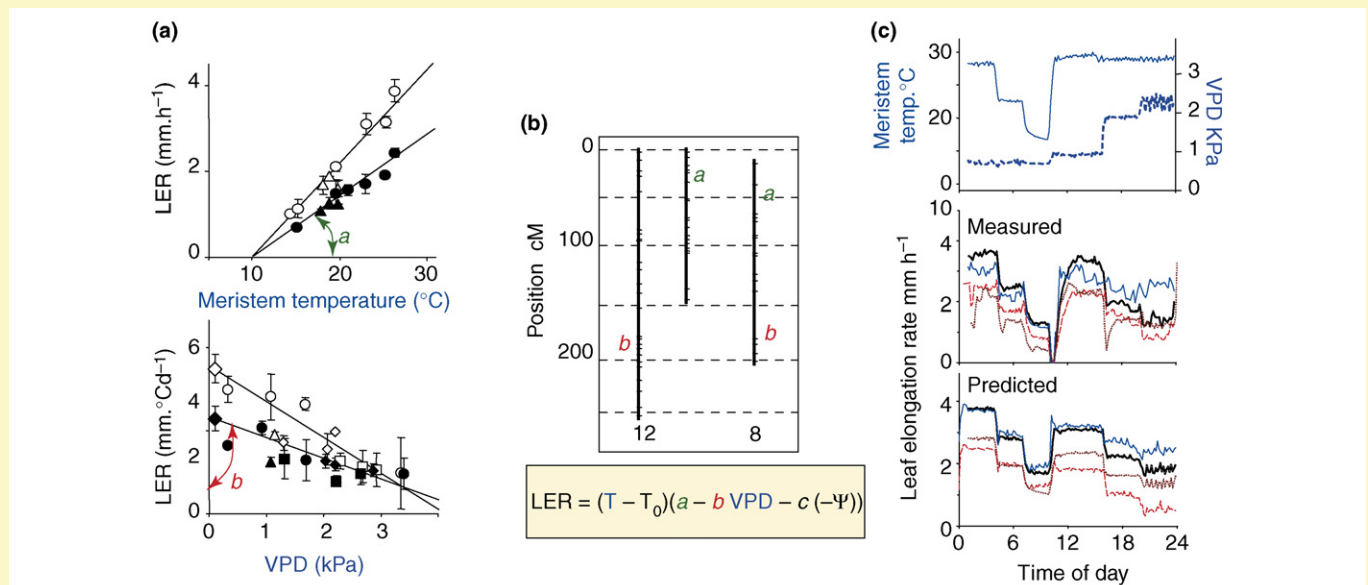 (a)
4
2
0
LER (mm.h⁻¹)
10 20 30
a
Meristem temperature (°C)
6
4
2
0
LER (mm.°Cd⁻¹)
b
0 1 2 3
VPD (kPa)
(b)
0
100
200
Position cM
a
a
b
b
12 8
LER = (T – T₀)(a – b VPD – c (–Ψ))
(c)
30
20
10
0
Meristem
temp.°C
3
2
1
0
VPD KPa
10
Measured
4
2
0
Predicted
4
2
0
Leaf elongation rate mm h⁻¹
0 6 12 18 24
Time of day